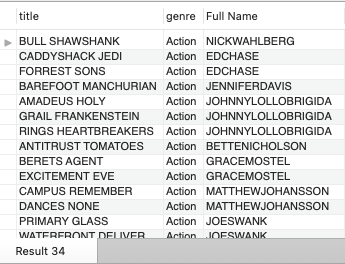 title genre Full Name
BULL SHAWSHANK Action NICKWAHLBERG
CADDYSHACK JEDI Action EDCHASE
FORREST SONS Action EDCHASE
BAREFOOT MANCHURIAN Action JENNIFERDAVIS
AMADEUS HOLY Action JOHNNYLOLLOBRIGIDA
GRAIL FRANKENSTEIN Action JOHNNYLOLLOBRIGIDA
RINGS HEARTBREAKERS Action JOHNNYLOLLOBRIGIDA
ANTITRUST TOMATOES Action BETTENICHOLSON
BERETS AGENT Action GRACEMOSTEL
EXCITEMENT EVE Action GRACEMOSTEL
CAMPUS REMEMBER Action MATTHEWJOHANSSON
DANCES NONE Action MATTHEWJOHANSSON
PRIMARY GLASS Action JOESWANK
WATERFRONT DELIVER Action JOESWANK
Result 34